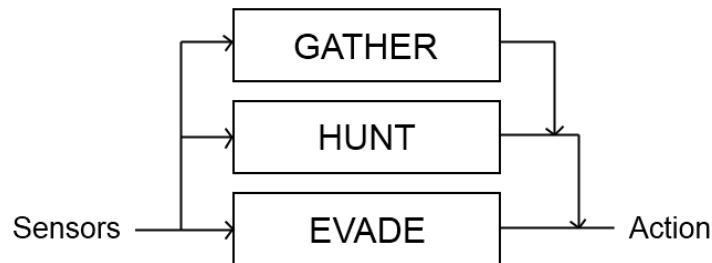 GATHER
HUNT
Sensors
EVADE
Action